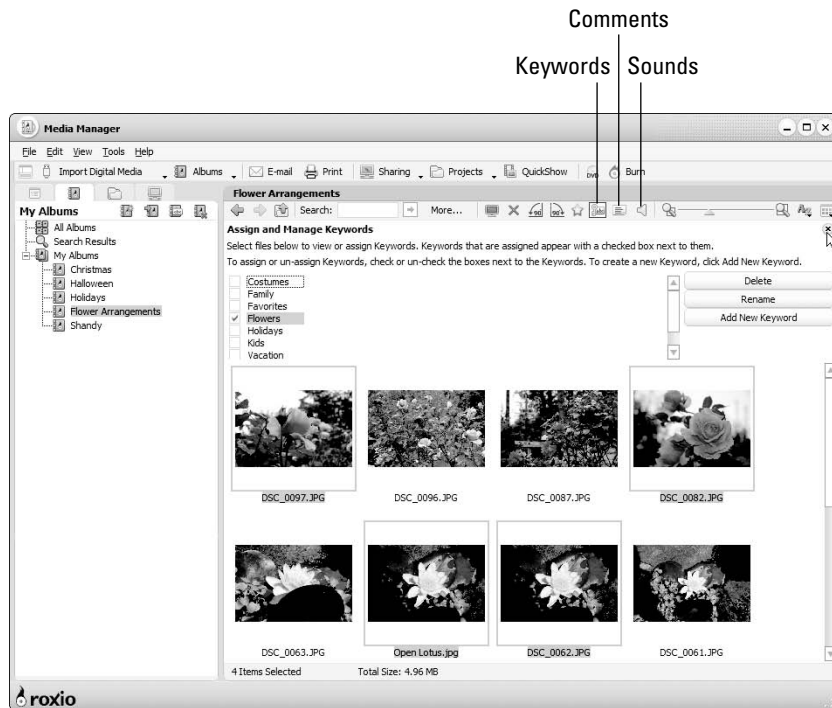 Comments
Keywords Sounds
Media Manager
File Edit View Tools Help
Import Digital Media Albums E-mail Print Sharing Projects QuickShow DVD Burn
Flower Arrangements
My Albums
Search: More... 90 90
All Albums
Search Results
My Albums
Christmas
Halloween
Holidays
Flower Arrangements
Shandy
Assign and Manage Keywords
Select files below to view or assign Keywords. Keywords that are assigned appear with a checked box next to them.
To assign or un-assign Keywords, check or un-check the boxes next to the Keywords. To create a new Keyword, click Add New Keyword.
Costumes
Family
Favorites
Flowers
Holidays
Kids
Vacation
Delete
Rename
Add New Keyword
DSC_0097.JPG DSC_0096.JPG DSC_0087.JPG DSC_0082.JPG
DSC_0063.JPG Open Lotus.jpg DSC_0062.JPG DSC_0061.JPG
4 Items Selected Total Size: 4.96 MB
roxio